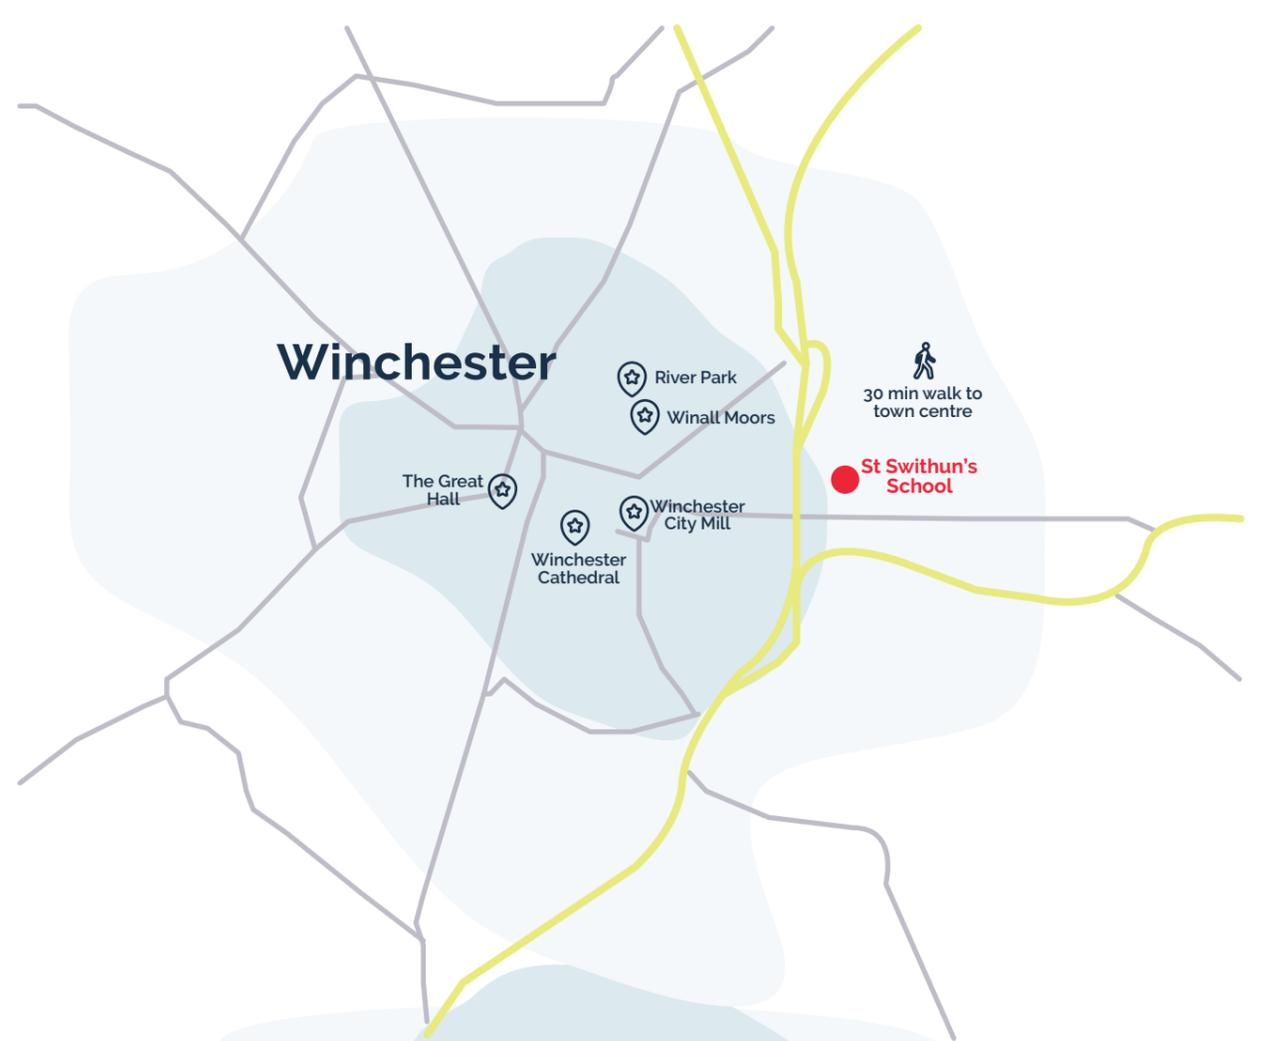 Winchester
River Park
Winall Moors
30 min walk to
town centre
St Swithun's
School
The Great
Hall
Winchester
City Mill
Winchester
Cathedral